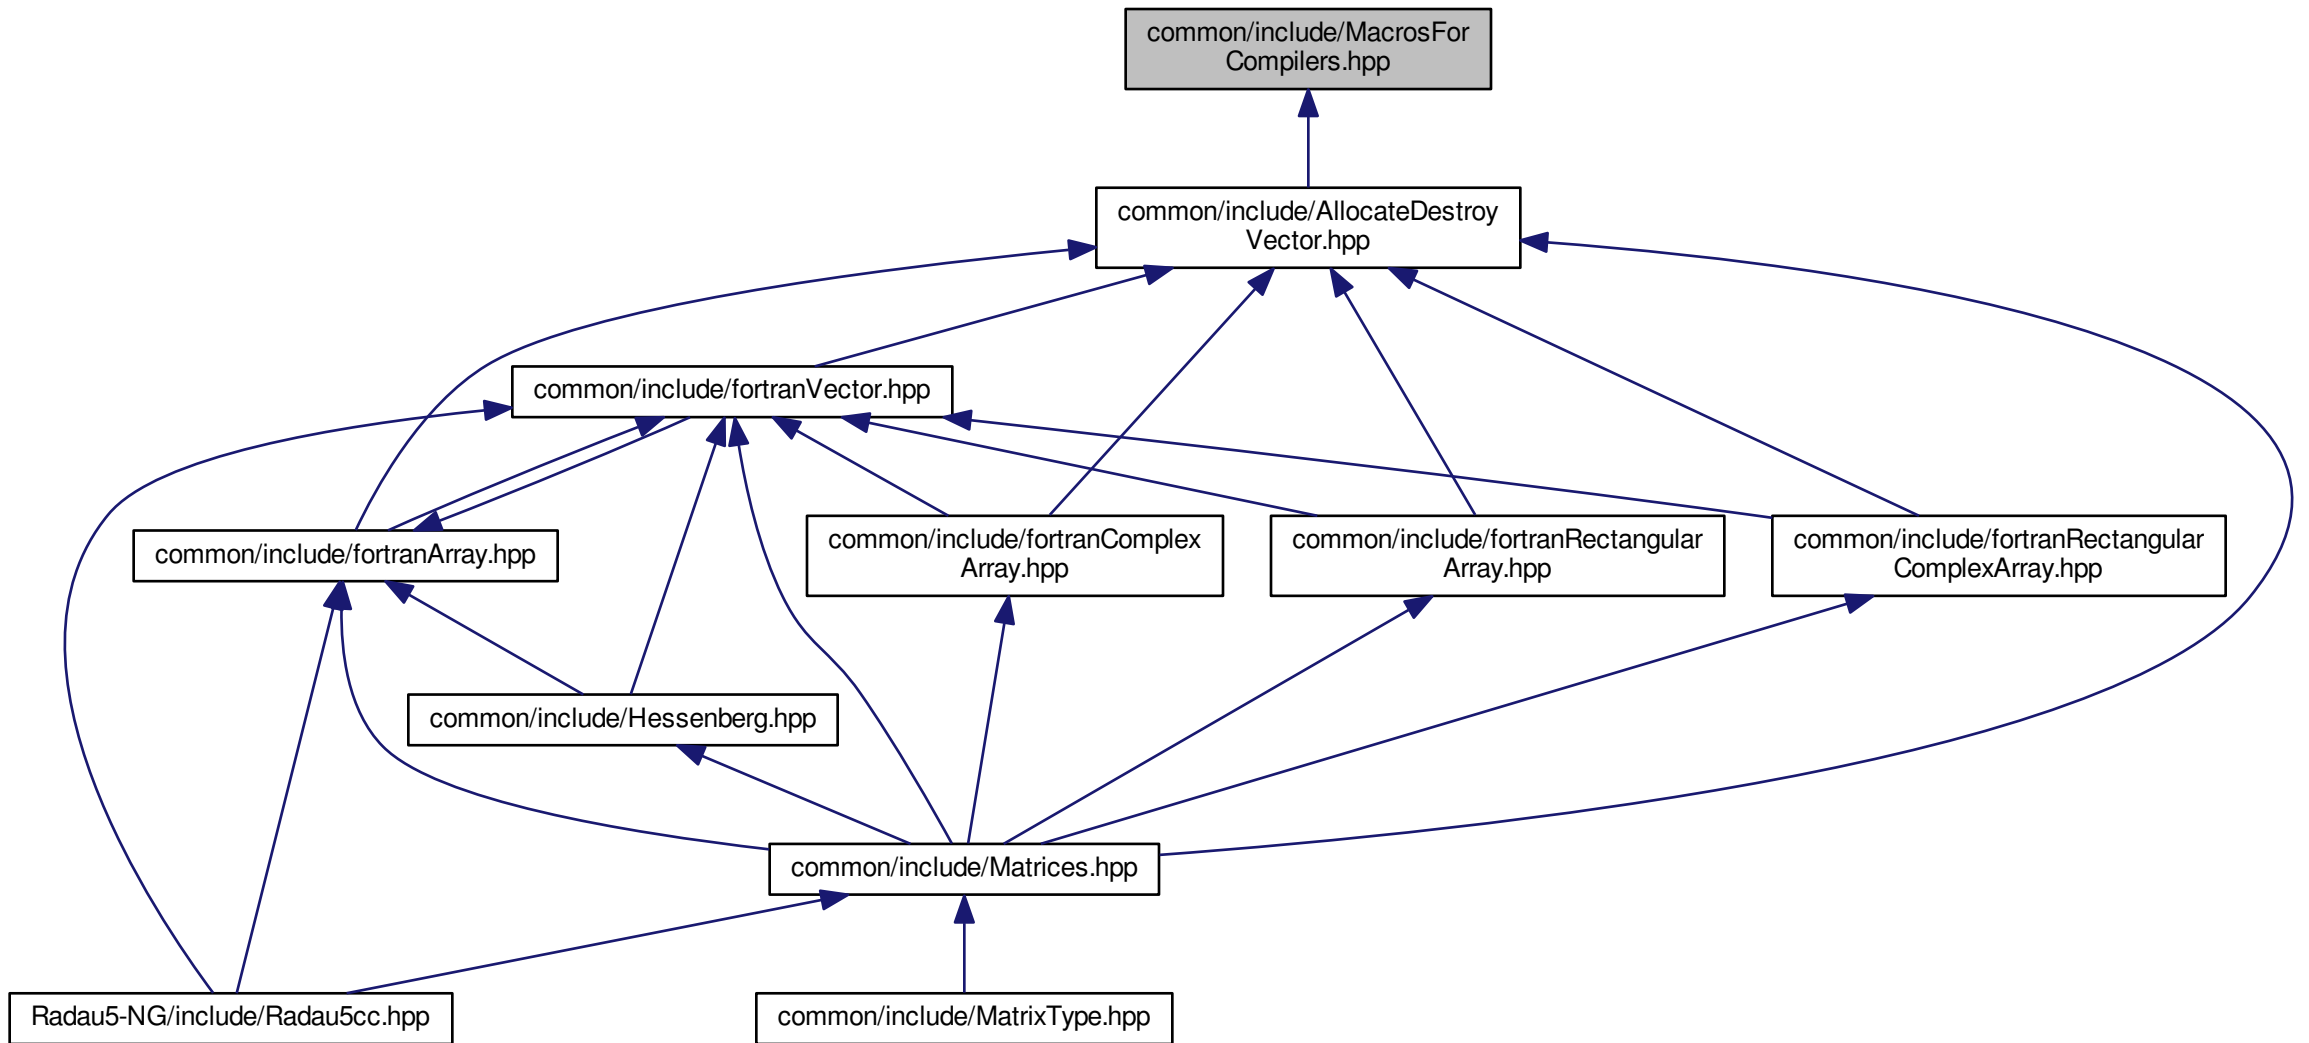 common/include/MacrosFor
Compilers.hpp
common/include/AllocateDestroy
Vector.hpp
common/include/fortranVector.hpp
common/include/fortranArray.hpp
common/include/fortranComplex
Array.hpp
common/include/fortranRectangular
Array.hpp
common/include/fortranRectangular
ComplexArray.hpp
common/include/Hessenberg.hpp
common/include/Matrices.hpp
Radau5-NG/include/Radau5cc.hpp
common/include/MatrixType.hpp